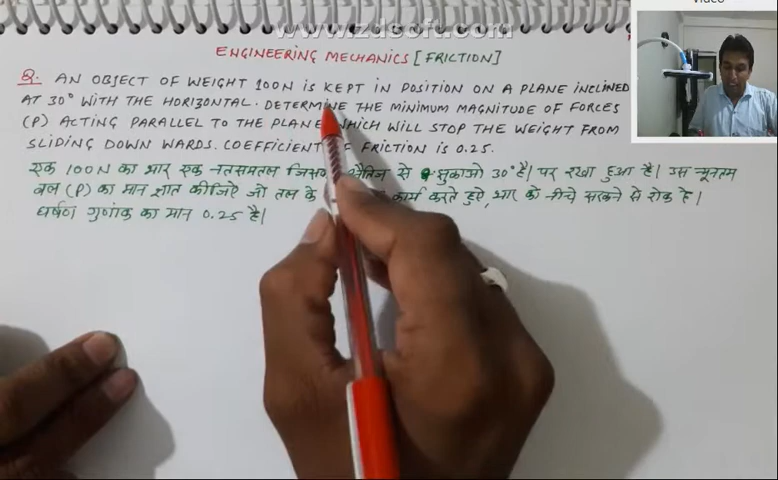 www.zdsoft.com
Video
ENGINEERING MECHANICS [FRICTION]
Q. AN OBJECT OF WEIGHT 100N IS KEPT IN POSITION ON A PLANE INCLINED
AT 30° WITH THE HORIZONTAL. DETERMINE THE MINIMUM MAGNITUDE OF FORCES
(P) ACTING PARALLEL TO THE PLANE WHICH WILL STOP THE WEIGHT FROM
SLIDING DOWN WARDS. COEFFICIENT FRICTION IS 0.25.
एक 100N का भार एक नतसमतल से झुकाओ 30° है। पर रखा हुआ है। उस न्यूनतम
बल (P) का मान ज्ञात कीजिए जो तल के कार्य करते हुऐ, भार को नीचे सरकने से रोक दे।
घर्षण गुणांक का मान 0.25 है।